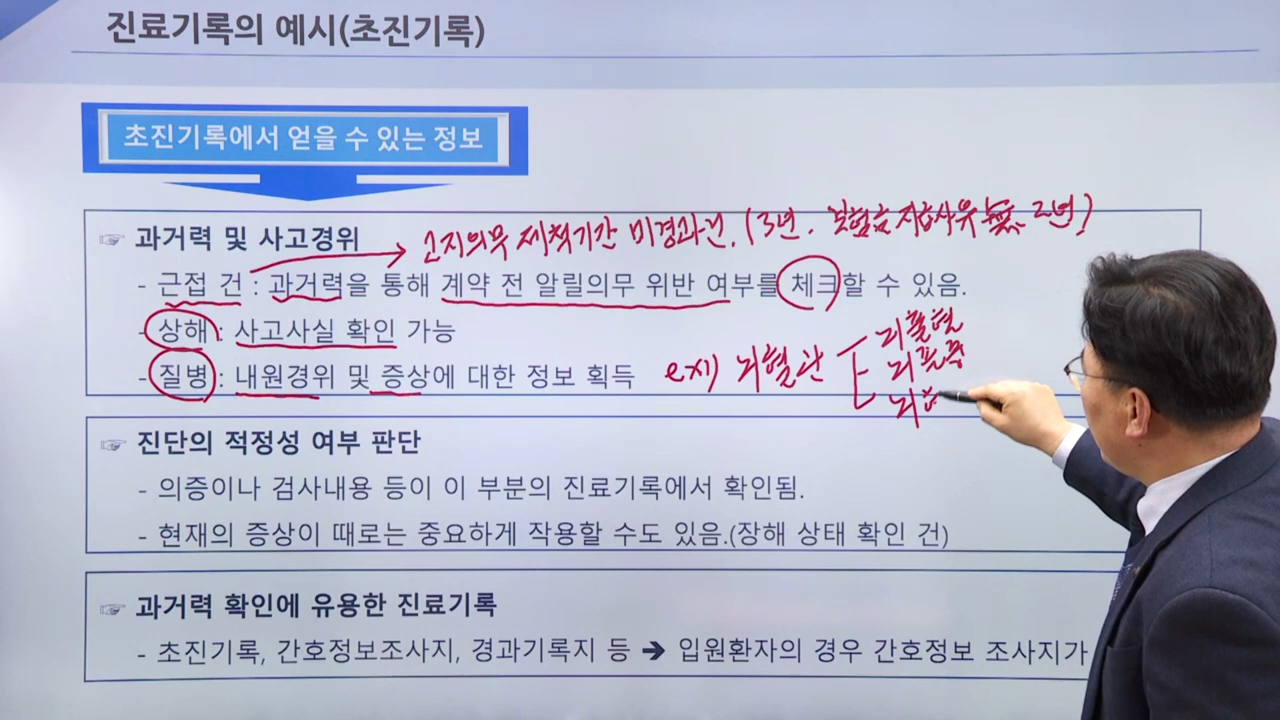 진료기록의 예시(초진기록)
초진기록에서 얻을 수 있는 정보
☞ 과거력 및 사고경위 → 고지의무 제척기간 미경과건. (3년. 보험금 지급사유 無 2년)
- 근접 건 : 과거력을 통해 계약 전 알릴의무 위반 여부를 체크할 수 있음.
- 상해 : 사고사실 확인 가능
- 질병 : 내원경위 및 증상에 대한 정보 획득
뇌혈관
뇌출혈
뇌졸중
☞ 진단의 적정성 여부 판단
- 의증이나 검사내용 등이 이 부분의 진료기록에서 확인됨.
- 현재의 증상이 때로는 중요하게 작용할 수도 있음.(장해 상태 확인 건)
☞ 과거력 확인에 유용한 진료기록
- 초진기록, 간호정보조사지, 경과기록지 등 ➔ 입원환자의 경우 간호정보 조사지가